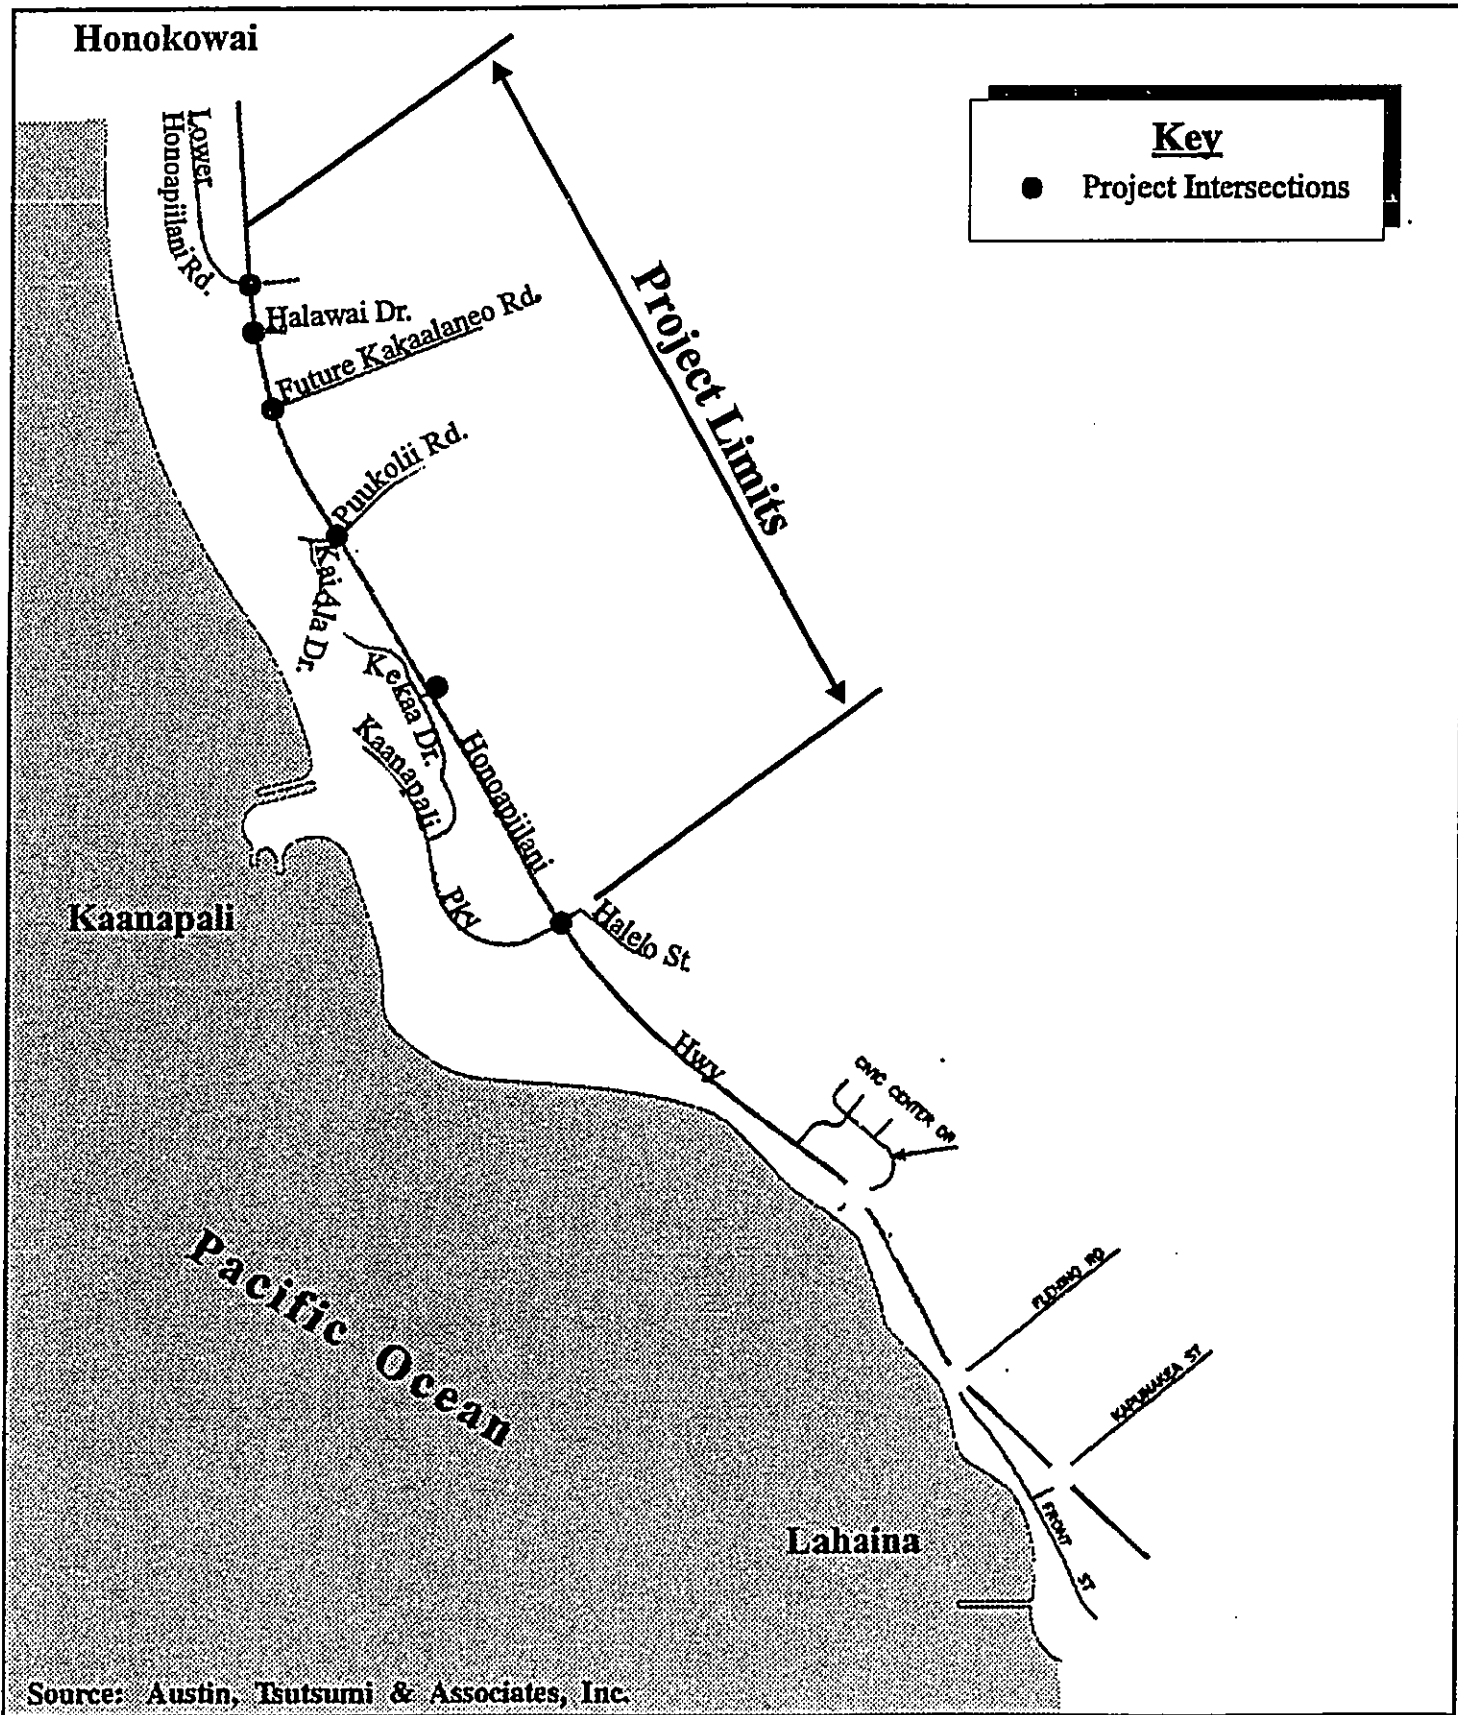 Honokowai
Key
Project Intersections
Lower
Honoapiilani Rd.
Halawai Dr.
Future Kakaalaneo Rd.
Project Limits
Puukolii Rd.
Kai Ala Dr.
Kekaa Dr.
Kaanapali
Pky
Honoapiilani
Kaanapali
Halelo St.
Hwy
CIVIC CENTER DR
Pacific Ocean
KAPUNAKEA ST
Lahaina
FRONT ST
Source: Austin, Tsutsumi & Associates, Inc.